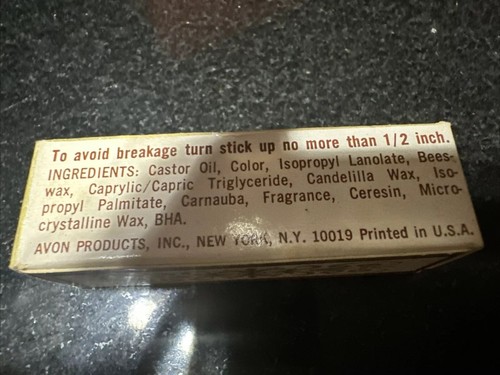 To avoid breakage turn stick up no more than 1/2 inch.
INGREDIENTS: Castor Oil, Color, Isopropyl Lanolate, Bees-
wax, Caprylic/Capric Triglyceride, Candelilla Wax, Iso-
propyl Palmitate, Carnauba, Fragrance, Ceresin, Micro-
crystalline Wax, BHA.
AVON PRODUCTS, INC., NEW YORK, N.Y. 10019 Printed in U.S.A.